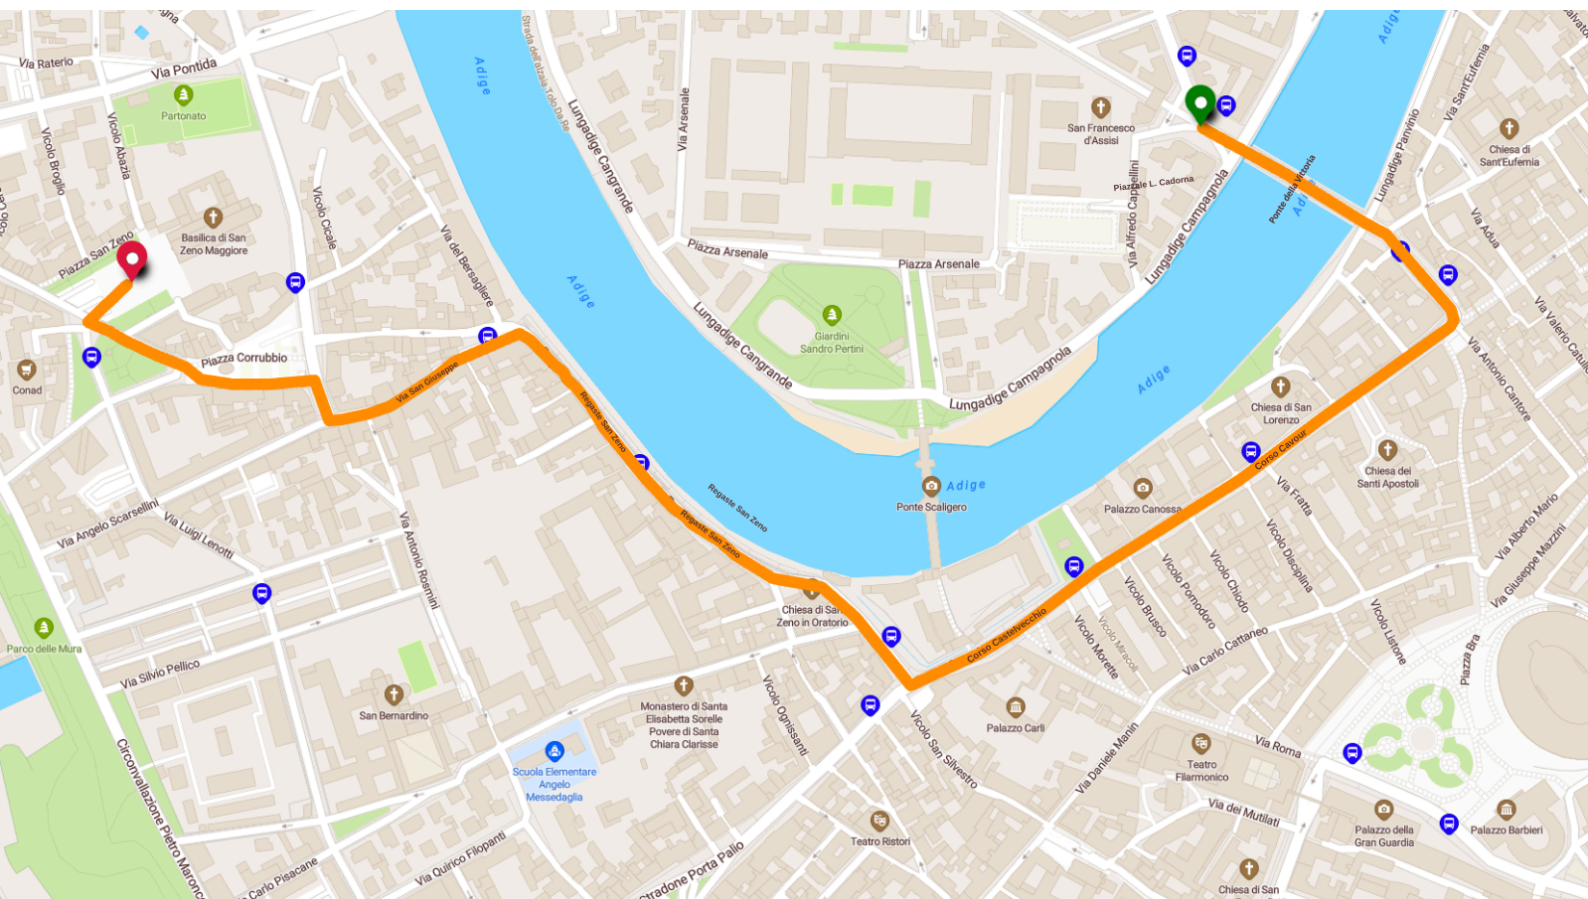 Via Raterio
Via Pontida
Partonato
Vicolo Broglio
Vicolo Abazia
Piazza San Zeno
Basilica di San
Zeno Maggiore
Vicolo Cicale
Via del Bersagliere
Adige
Strada dell'alzaia Tolo Da Re
Lungadige Cangrande
Via Arsenale
Piazza Arsenale
Piazza Arsenale
Adige
San Francesco
d'Assisi
Via Alfredo Cappellini
Piazzale L. Cadorna
Lungadige Campagnola
Ponte della Vittoria
Adige
Lungadige Panvinio
Via Sant'Eufemia
Chiesa di
Sant'Eufemia
Via Adua
Via Valerio Catullo
Via Antonio Cantore
Giardini
Sandro Pertini
Lungadige Cangrande
Lungadige Campagnola
Adige
Chiesa di San
Lorenzo
Corso Cavour
Chiesa dei
Santi Apostoli
Conad
Piazza Corrubbio
Via San Giuseppe
Regaste San Zeno
Regaste San Zeno
Regaste San Zeno
Adige
Ponte Scaligero
Palazzo Canossa
Via Fratta
Vicolo Disciplina
Vicolo Chiodo
Vicolo Pomodoro
Vicolo Brusco
Vicolo Miracoli
Vicolo Morette
Via Carlo Cattaneo
Vicolo Listone
Via Alberto Mario
Via Giuseppe Mazzini
Piazza Bra
Via Angelo Scarsellini
Via Luigi Lenotti
Via Antonio Rosmini
Chiesa di San
Zeno in Oratorio
Corso Castelvecchio
Parco delle Mura
Via Silvio Pellico
San Bernardino
Monastero di Santa
Elisabetta Sorelle
Povere di Santa
Chiara Clarisse
Vicolo Ognissanti
Vicolo San Silvestro
Palazzo Carli
Via Daniele Manin
Teatro
Filarmonico
Via Roma
Scuola Elementare
Angelo
Messedaglia
Circonvallazione Pietro Maronc
Teatro Ristori
Via dei Mutilati
Palazzo della
Gran Guardia
Palazzo Barbieri
Carlo Pisacane
Via Quirico Filopanti
Stradone Porta Palio
Chiesa di San